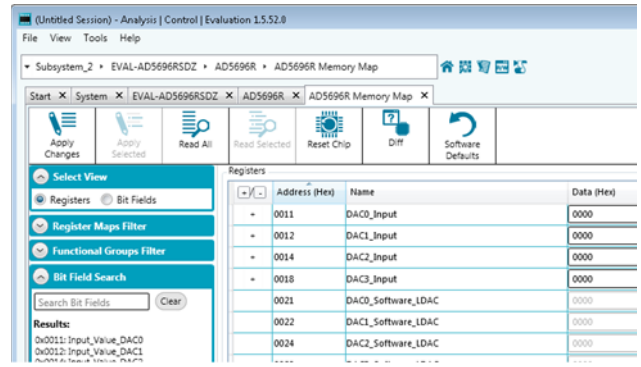 (Untitled Session) - Analysis | Control | Evaluation 1.5.52.0
File View Tools Help
Subsystem_2 EVAL-AD5696RSDZ AD5696R AD5696R Memory Map
Start X System X EVAL-AD5696RSDZ X AD5696R X AD5696R Memory Map X
Apply Changes
Apply Selected
Read All
Read Selected
Reset Chip
Diff
Software Defaults
Select View
Registers Bit Fields
Register Maps Filter
Functional Groups Filter
Bit Field Search
Search Bit Fields Clear
Results:
0x0011: Input_Value_DAC0
0x0012: Input_Value_DAC1
0x0014: Input_Value_DAC2
Registers
+/- Address (Hex) Name Data (Hex)
+ 0011 DAC0_Input 0000
+ 0012 DAC1_Input 0000
+ 0014 DAC2_Input 0000
+ 0018 DAC3_Input 0000
0021 DAC0_Software_LDAC 0000
0022 DAC1_Software_LDAC 0000
0024 DAC2_Software_LDAC 0000